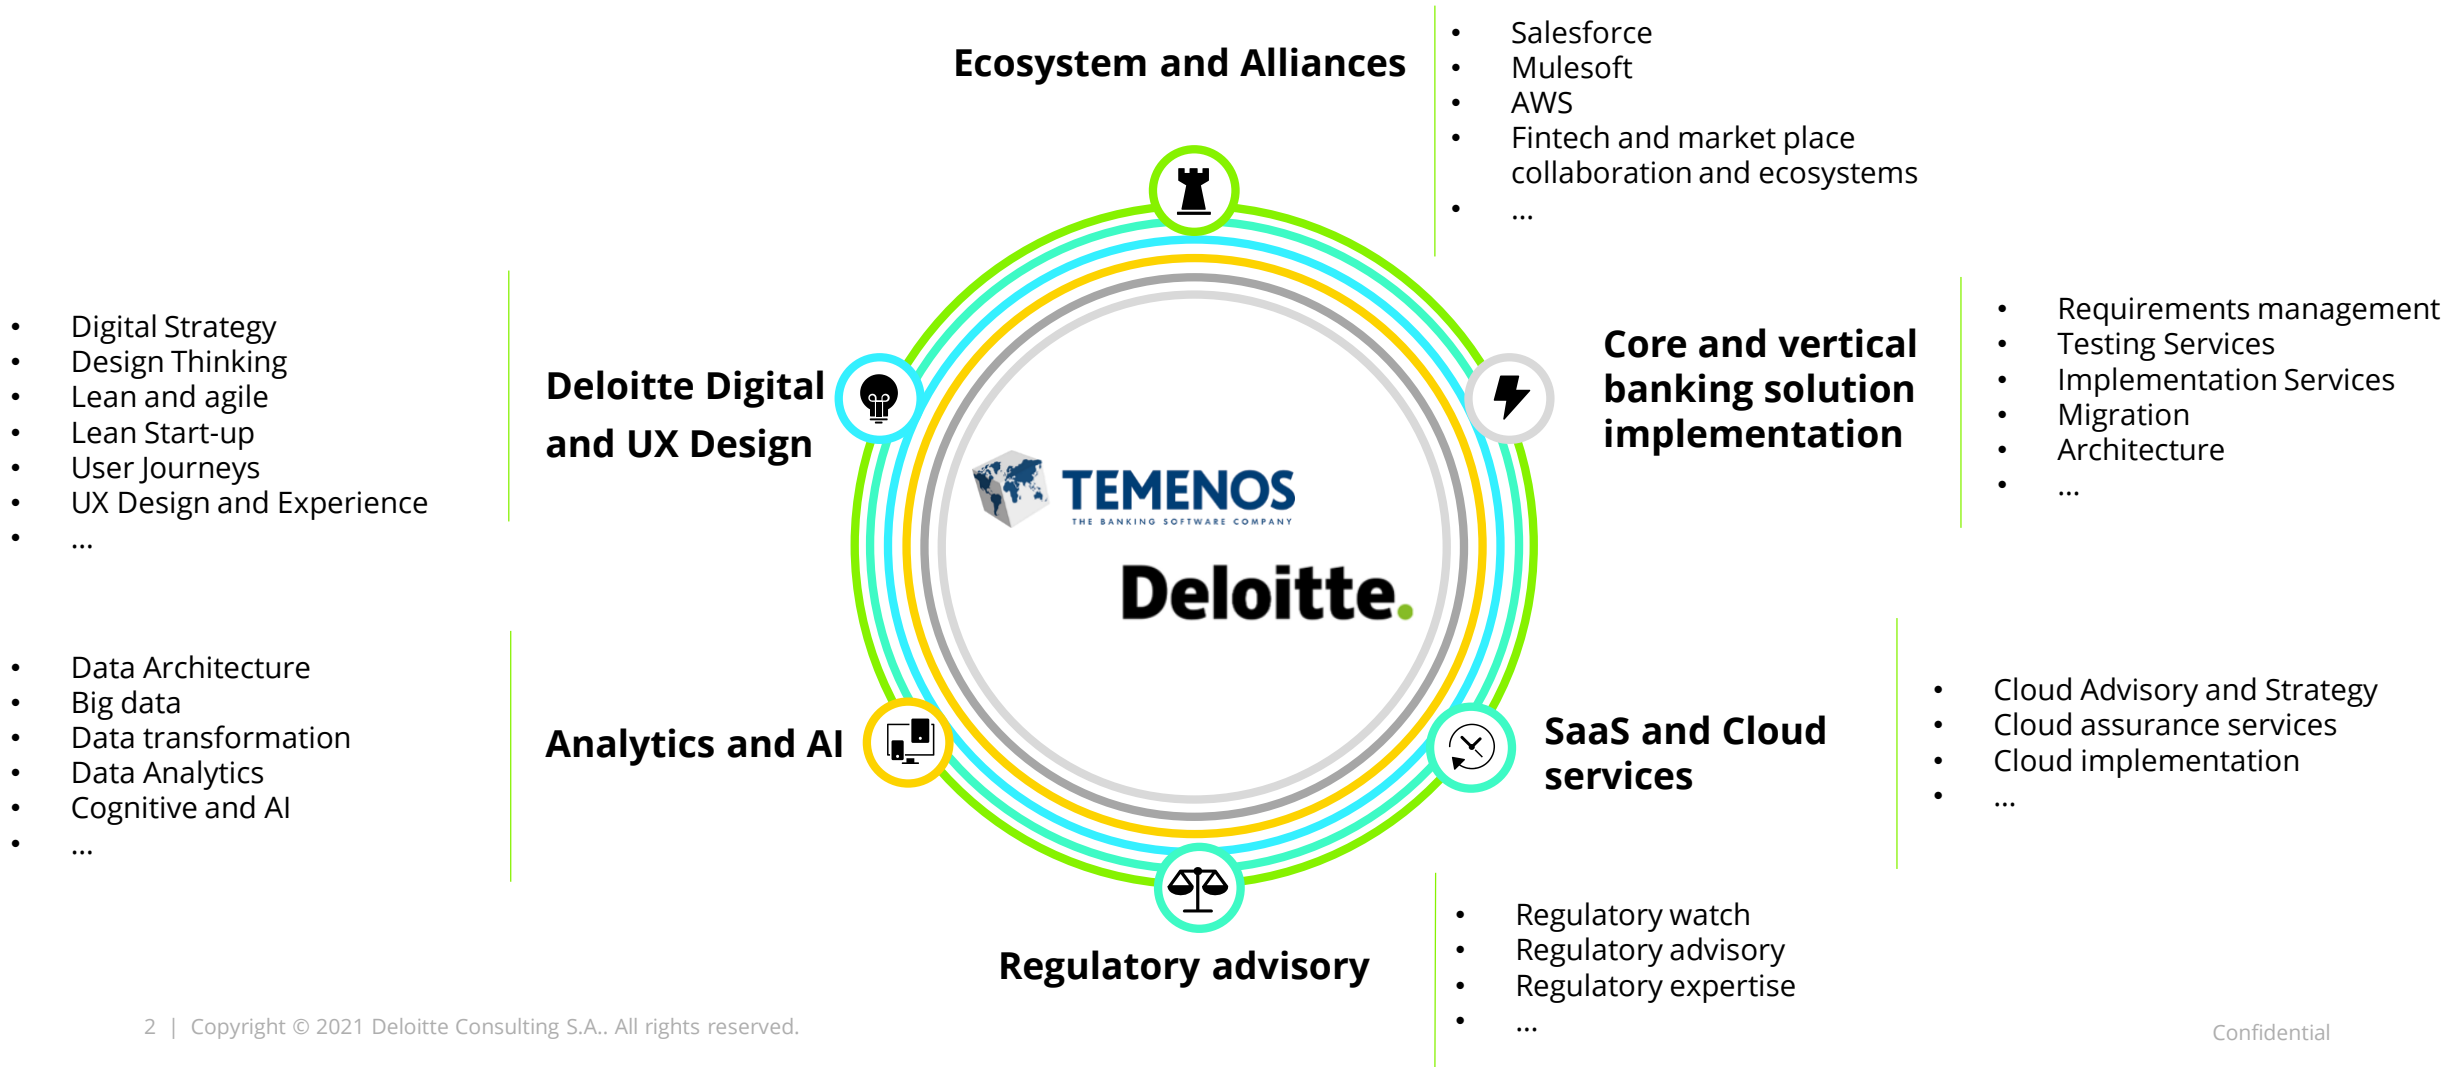 Ecosystem and Alliances
• Salesforce
• Mulesoft
• AWS
• Fintech and market place
collaboration and ecosystems
• ...
• Digital Strategy
• Design Thinking
• Lean and agile
• Lean Start-up
• User Journeys
• UX Design and Experience
• ...
Deloitte Digital
and UX Design
Core and vertical
banking solution
implementation
• Requirements management
• Testing Services
• Implementation Services
• Migration
• Architecture
• ...
TEMENOS
THE BANKING SOFTWARE COMPANY
Deloitte.
• Data Architecture
• Big data
• Data transformation
• Data Analytics
• Cognitive and AI
• ...
Analytics and AI
SaaS and Cloud
services
• Cloud Advisory and Strategy
• Cloud assurance services
• Cloud implementation
• ...
Regulatory advisory
• Regulatory watch
• Regulatory advisory
• Regulatory expertise
• ...
2 | Copyright © 2021 Deloitte Consulting S.A.. All rights reserved.
Confidential